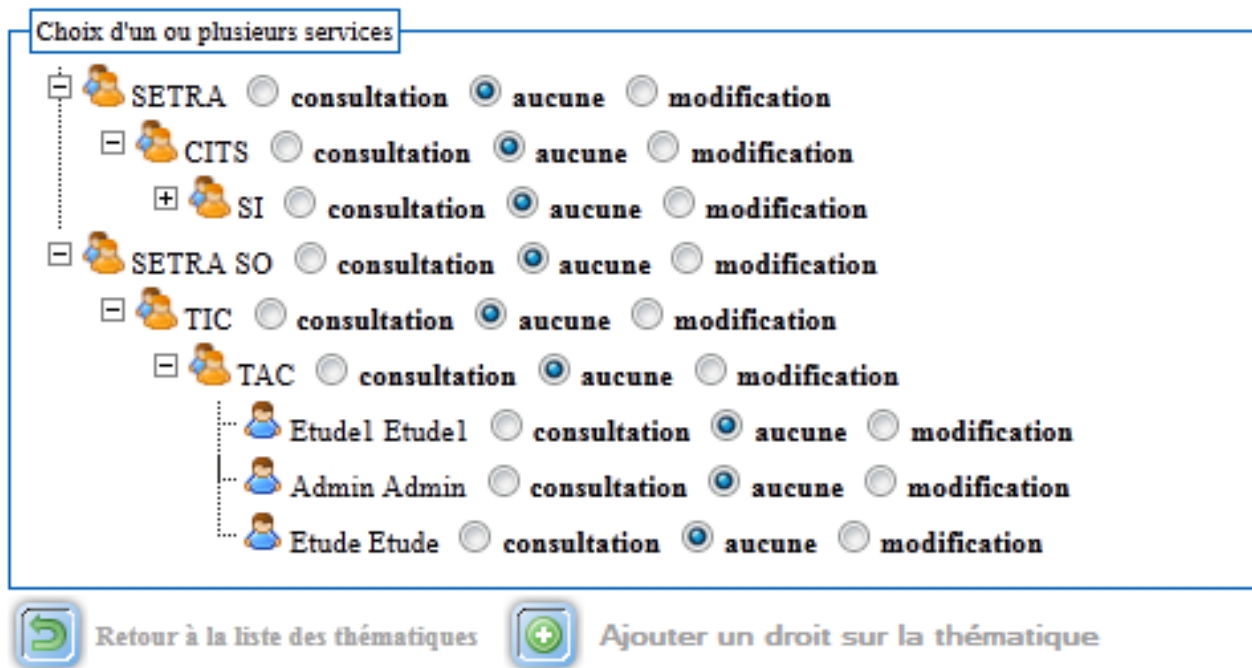 Choix d'un ou plusieurs services
SETRA consultation aucune modification
CITS consultation aucune modification
SI consultation aucune modification
SETRA SO consultation aucune modification
TIC consultation aucune modification
TAC consultation aucune modification
Etude1 Etude1 consultation aucune modification
Admin Admin consultation aucune modification
Etude Etude consultation aucune modification
Retour à la liste des thématiques Ajouter un droit sur la thématique